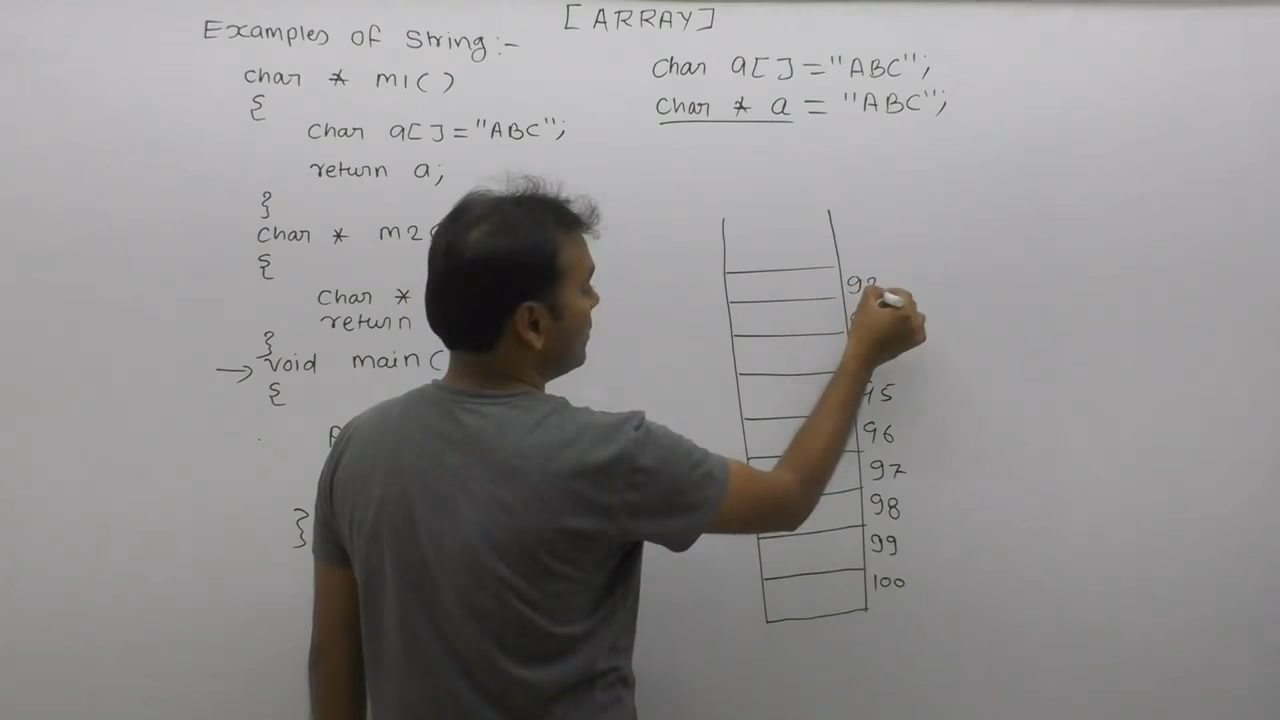 [ARRAY]
Examples of String:-
char * m1()
{
char a[]="ABC";
return a;
}
char * m2
{
char *
return
}
→ void main(
{
}
char a[]="ABC";
char * a = "ABC";
95
96
97
98
99
100